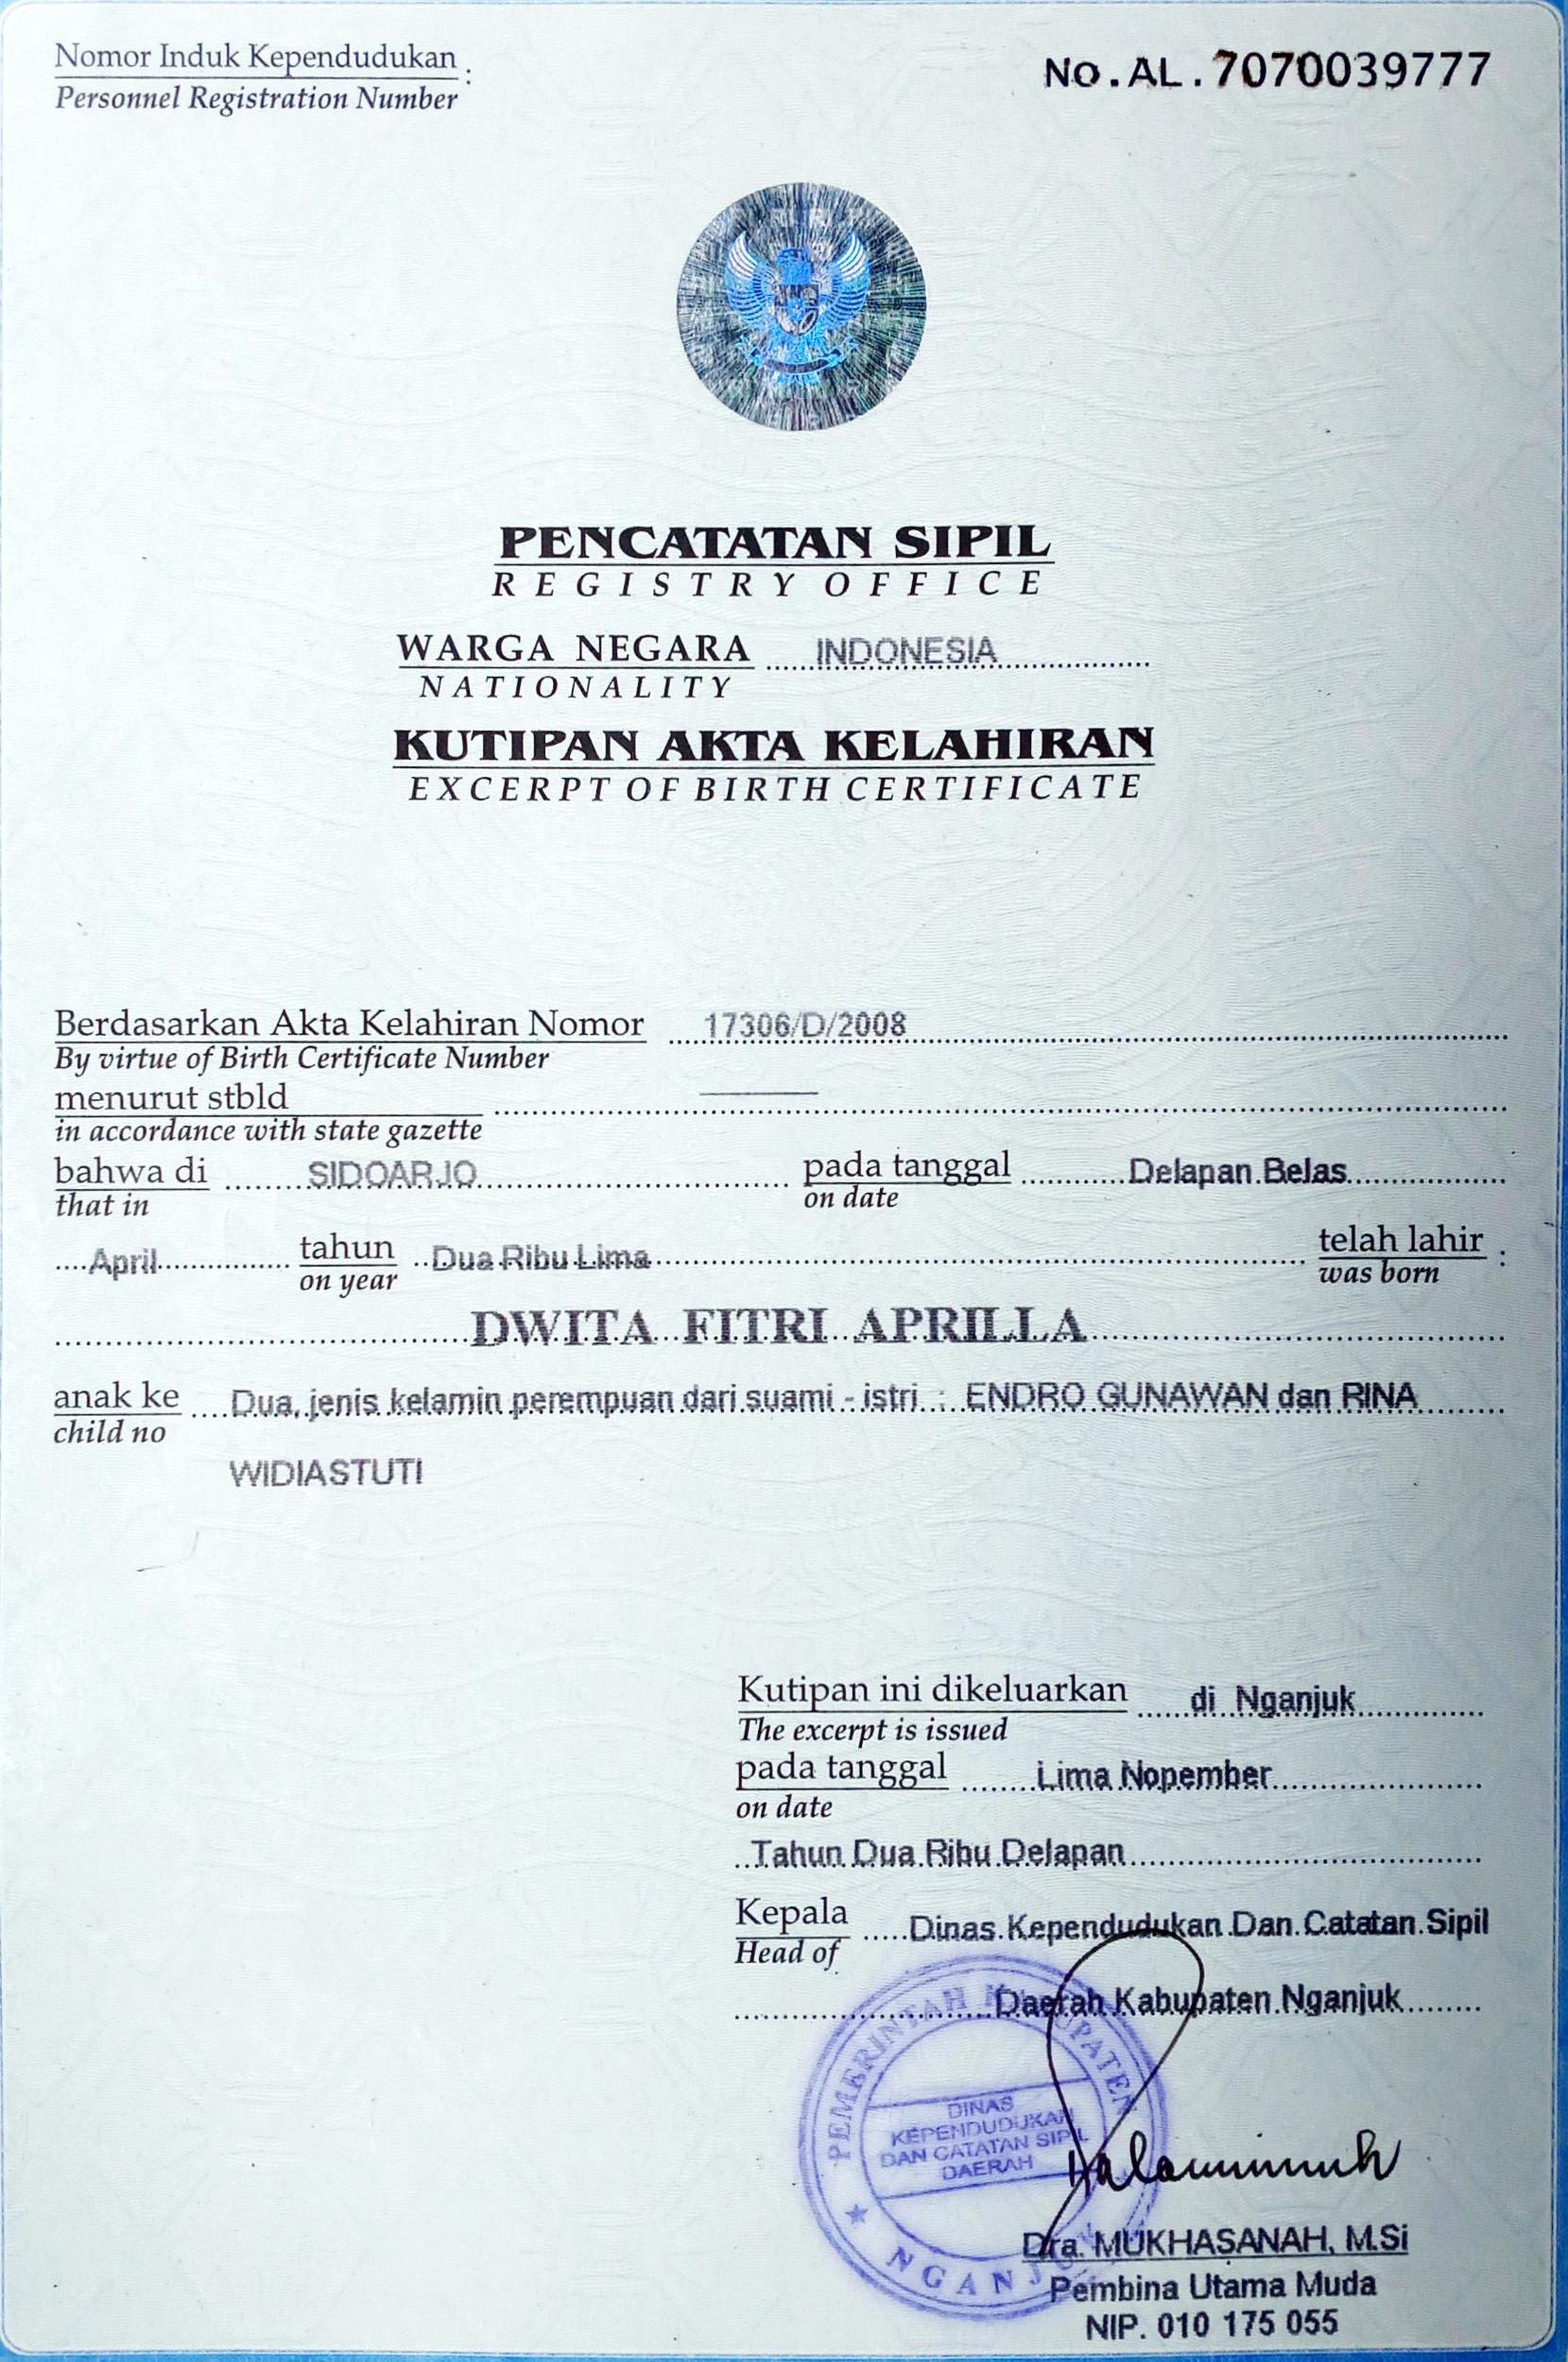 Nomor Induk Kependudukan :
Personnel Registration Number
No. AL. 7070039777
PENCATATAN SIPIL
REGISTRY OFFICE
WARGA NEGARA INDONESIA
NATIONALITY
KUTIPAN AKTA KELAHIRAN
EXCERPT OF BIRTH CERTIFICATE
Berdasarkan Akta Kelahiran Nomor 17306/D/2008
By virtue of Birth Certificate Number
menurut stbld
in accordance with state gazette
bahwa di SIDOARJO pada tanggal Delapan Belas
that in on date
April tahun Dua Ribu Lima telah lahir :
on year was born
DWITA FITRI APRILLA
anak ke Dua, jenis kelamin perempuan dari suami - istri : ENDRO GUNAWAN dan RINA
child no
WIDIASTUTI
Kutipan ini dikeluarkan di Nganjuk
The excerpt is issued
pada tanggal Lima Nopember
on date
Tahun Dua Ribu Delapan
Kepala Dinas Kependudukan Dan Catatan Sipil
Head of
Daerah Kabupaten Nganjuk
PEMERINTAH KABUPATEN
DINAS
KEPENDUDUKAN
DAN CATATAN SIPIL
DAERAH
NGANJUK
Dra. MUKHASANAH, M.Si
Pembina Utama Muda
NIP. 010 175 055